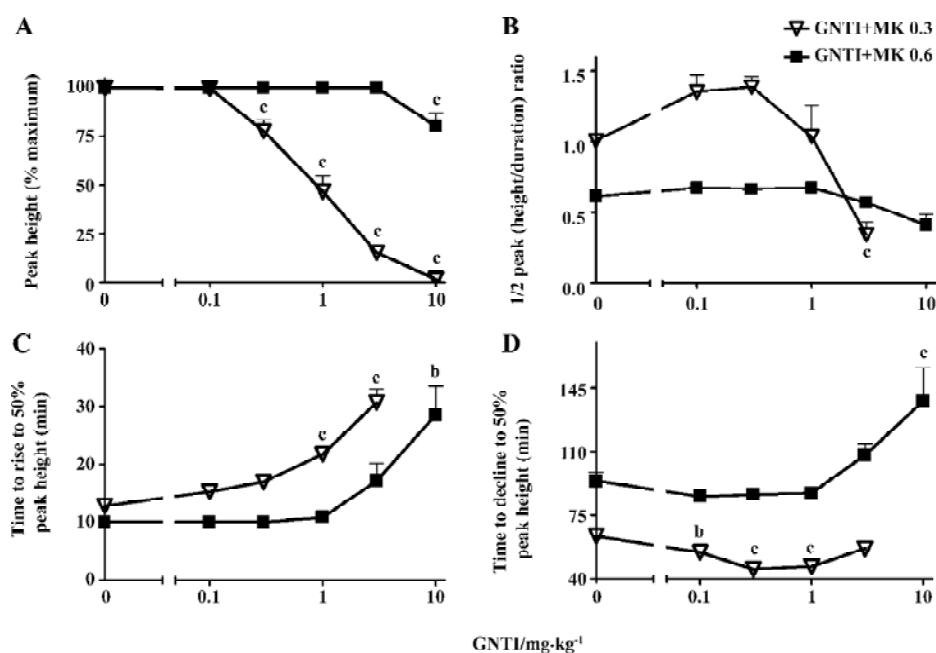 A
Peak height (% maximum)
100
75
50
25
0
c
c
c
c
c
0
0.1
1
10
B
GNTI+MK 0.3
GNTI+MK 0.6
1/2 peak (height/duration) ratio
1.5
1.0
0.5
0.0
c
0
0.1
1
10
C
Time to rise to 50%
peak height (min)
40
30
20
10
0
c
c
b
0
0.1
1
10
D
Time to decline to 50%
peak height (min)
145
110
75
40
b
c
c
c
0
0.1
1
10
GNTI/mg·kg⁻¹